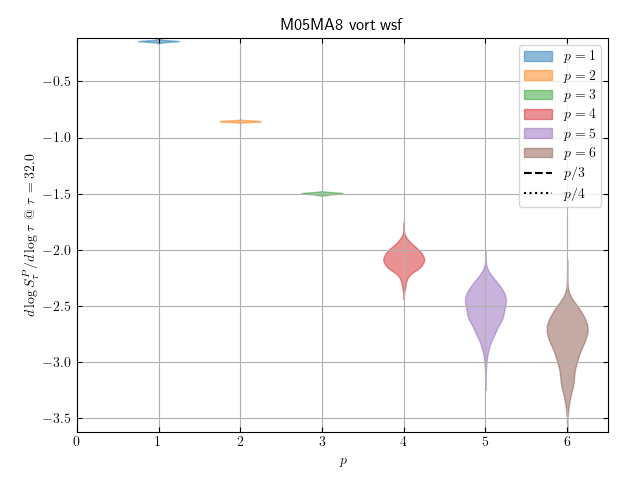 M05MA8 vort wsf
d log S_τ^P / d log τ @ τ = 32.0
−0.5
−1.0
−1.5
−2.0
−2.5
−3.0
−3.5
0 1 2 3 4 5 6
p
p = 1
p = 2
p = 3
p = 4
p = 5
p = 6
p/3
p/4